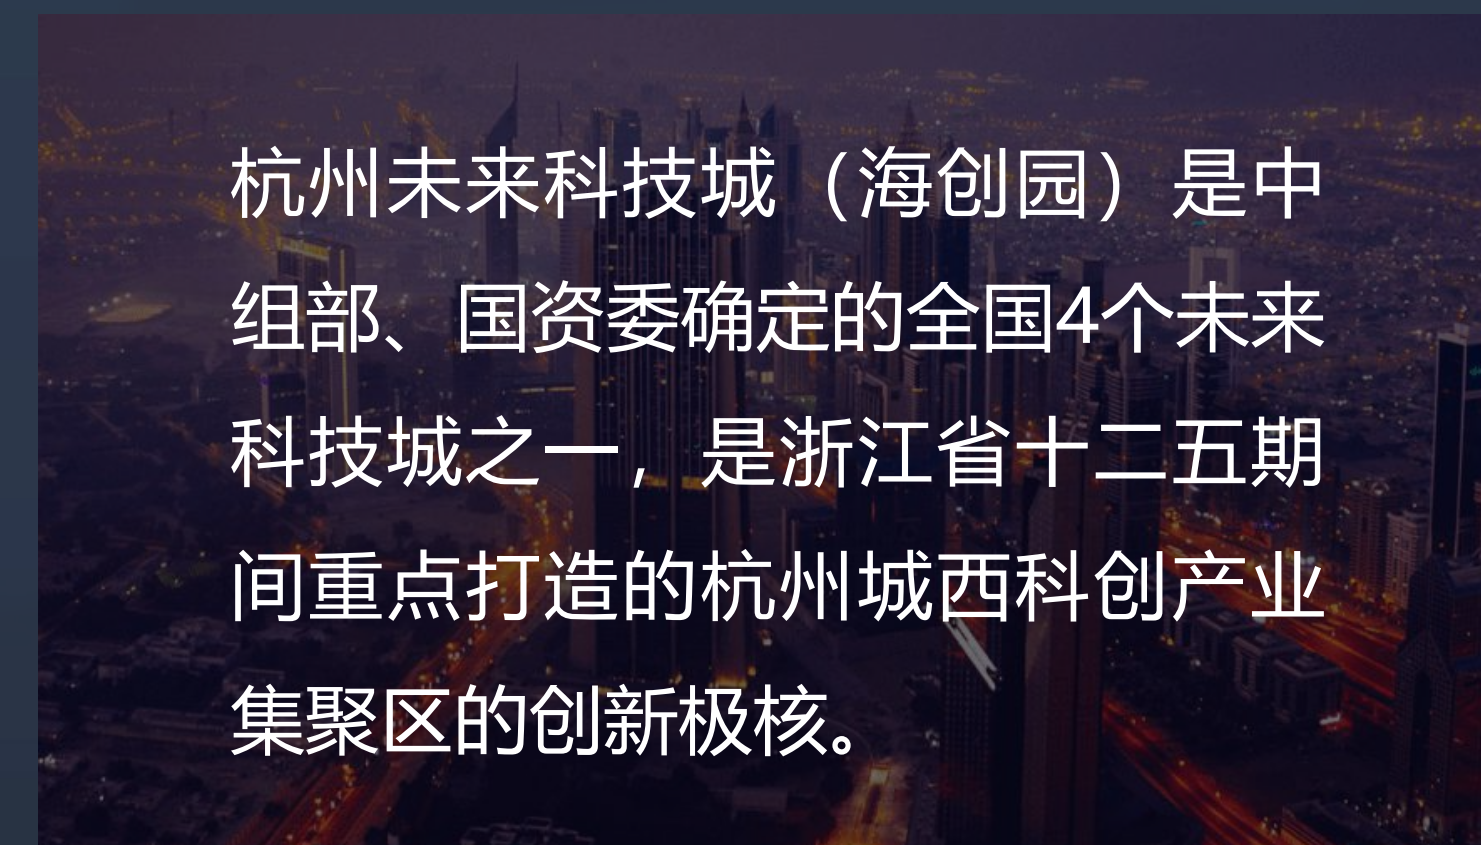 杭州未来科技城（海创园）是中
组部、国资委确定的全国4个未来
科技城之一，是浙江省十二五期
间重点打造的杭州城西科创产业
集聚区的创新极核。